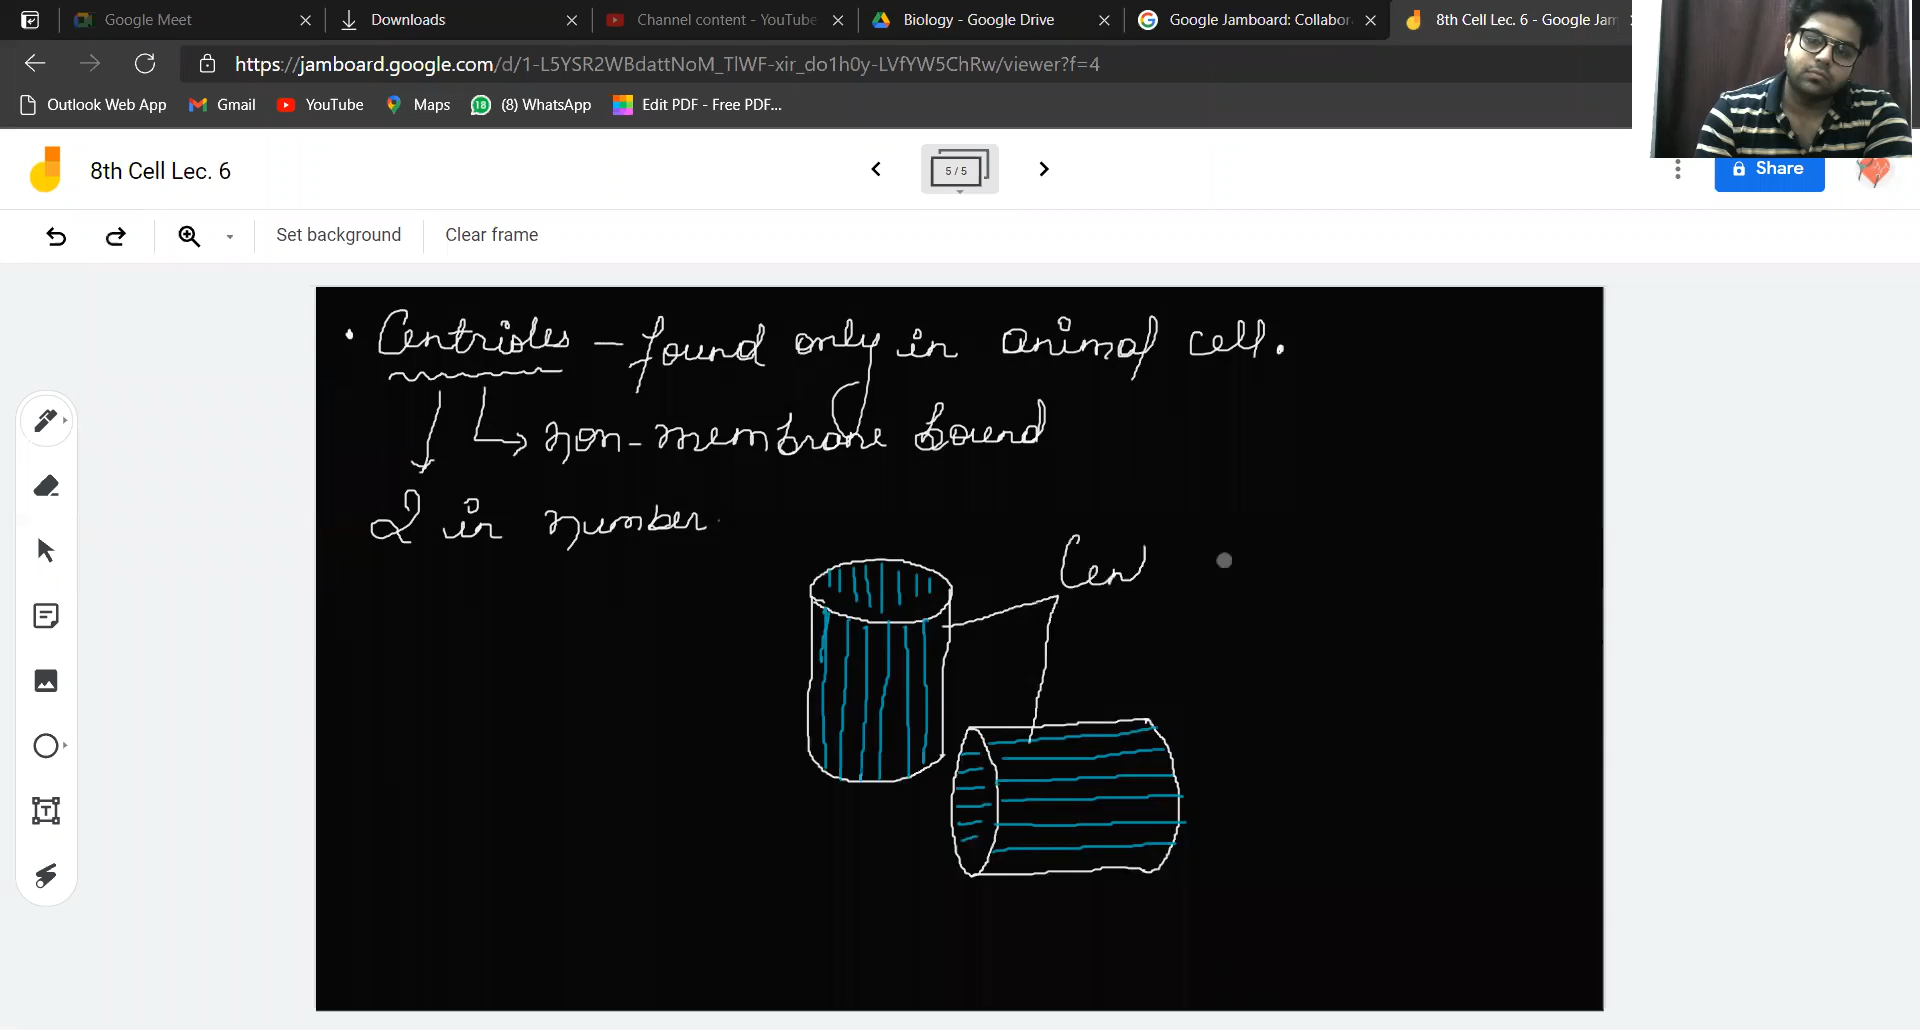 Google Meet Downloads Channel content - YouTube Biology - Google Drive Google Jamboard: Collabor 8th Cell Lec. 6 - Google Jam
https://jamboard.google.com/d/1-L5YSR2WBdattNoM_TlWF-xir_do1h0y-LVfYW5ChRw/viewer?f=4
Outlook Web App Gmail YouTube Maps 18 (8) WhatsApp Edit PDF - Free PDF...
8th Cell Lec. 6 5 / 5 Share
Set background Clear frame
• Centrioles - found only in animal cell.
non-membrane bound
2 in number
Cen